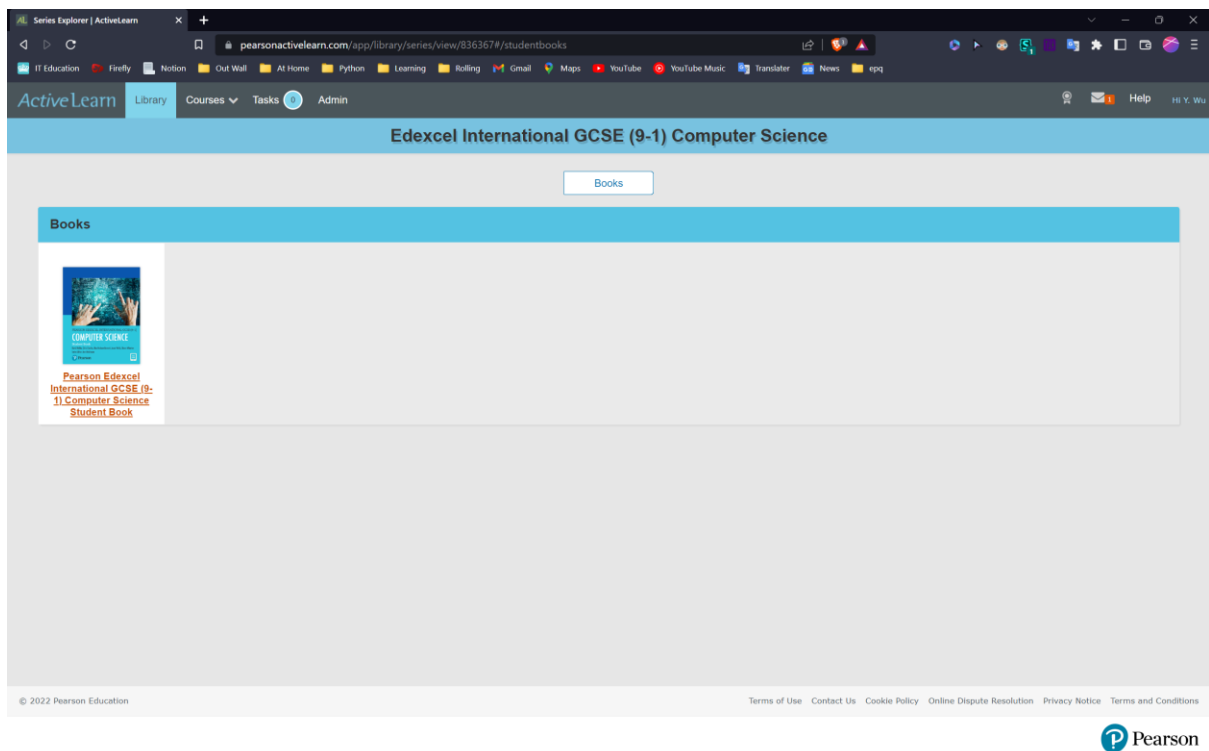 Series Explorer | ActiveLearn
pearsonactivelearn.com/app/library/series/view/836367#/studentbooks
IT Education Firefly Notion Out Wall At Home Python Learning Rolling Gmail Maps YouTube YouTube Music Translater News epq
ActiveLearn Library Courses Tasks 0 Admin 1 Help Hi Y. Wu
Edexcel International GCSE (9-1) Computer Science
Books
Books
COMPUTER SCIENCE
Pearson Edexcel
International GCSE (9-
1) Computer Science
Student Book
© 2022 Pearson Education Terms of Use Contact Us Cookie Policy Online Dispute Resolution Privacy Notice Terms and Conditions
Pearson